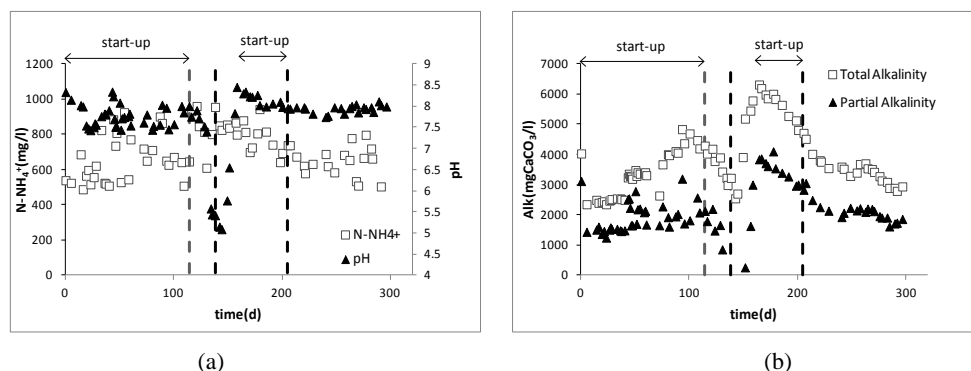 start-up
start-up
1200
1000
800
600
400
200
0
N-NH₄⁺(mg/l)
9
8.5
8
7.5
7
6.5
6
5.5
5
4.5
4
pH
N-NH4+
pH
0
100
200
300
time(d)
(a)
start-up
start-up
7000
6000
5000
4000
3000
2000
1000
0
Alk(mgCaCO₃/l)
Total Alkalinity
Partial Alkalinity
0
100
200
300
time(d)
(b)